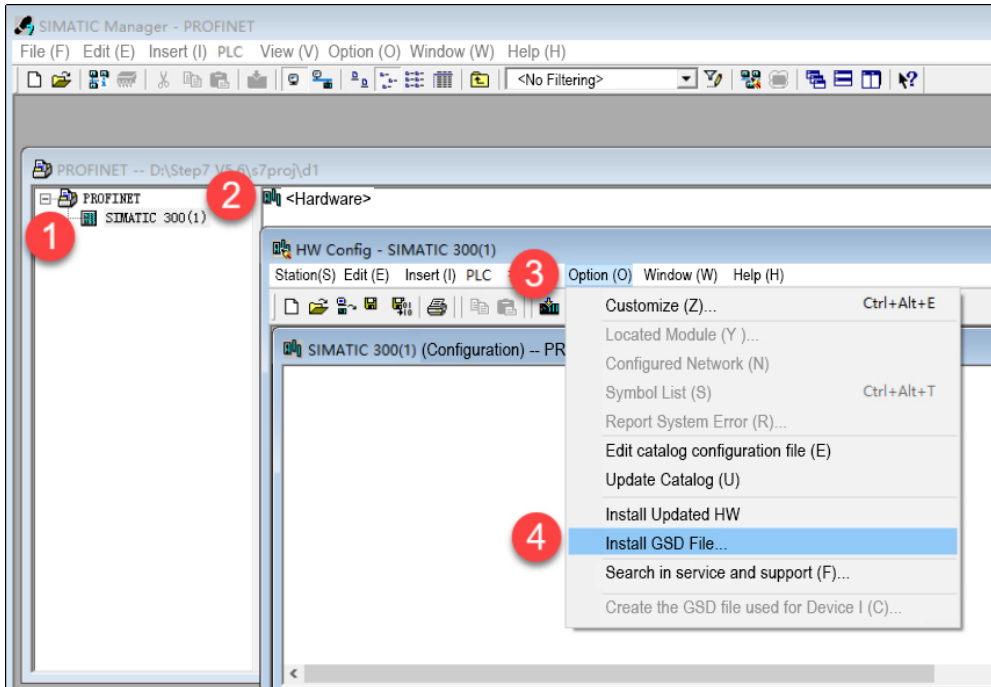 SIMATIC Manager - PROFINET
File (F) Edit (E) Insert (I) PLC View (V) Option (O) Window (W) Help (H)
<No Filtering>
PROFINET -- D:\Step7 V5.6\s7proj\d1
PROFINET
2
<Hardware>
SIMATIC 300(1)
1
HW Config - SIMATIC 300(1)
Station(S) Edit (E) Insert (I) PLC
3
Option (O) Window (W) Help (H)
Customize (Z)... Ctrl+Alt+E
SIMATIC 300(1) (Configuration) -- PR
Located Module (Y )...
Configured Network (N)
Symbol List (S) Ctrl+Alt+T
Report System Error (R)...
Edit catalog configuration file (E)
Update Catalog (U)
Install Updated HW
4
Install GSD File...
Search in service and support (F)...
Create the GSD file used for Device I (C)...